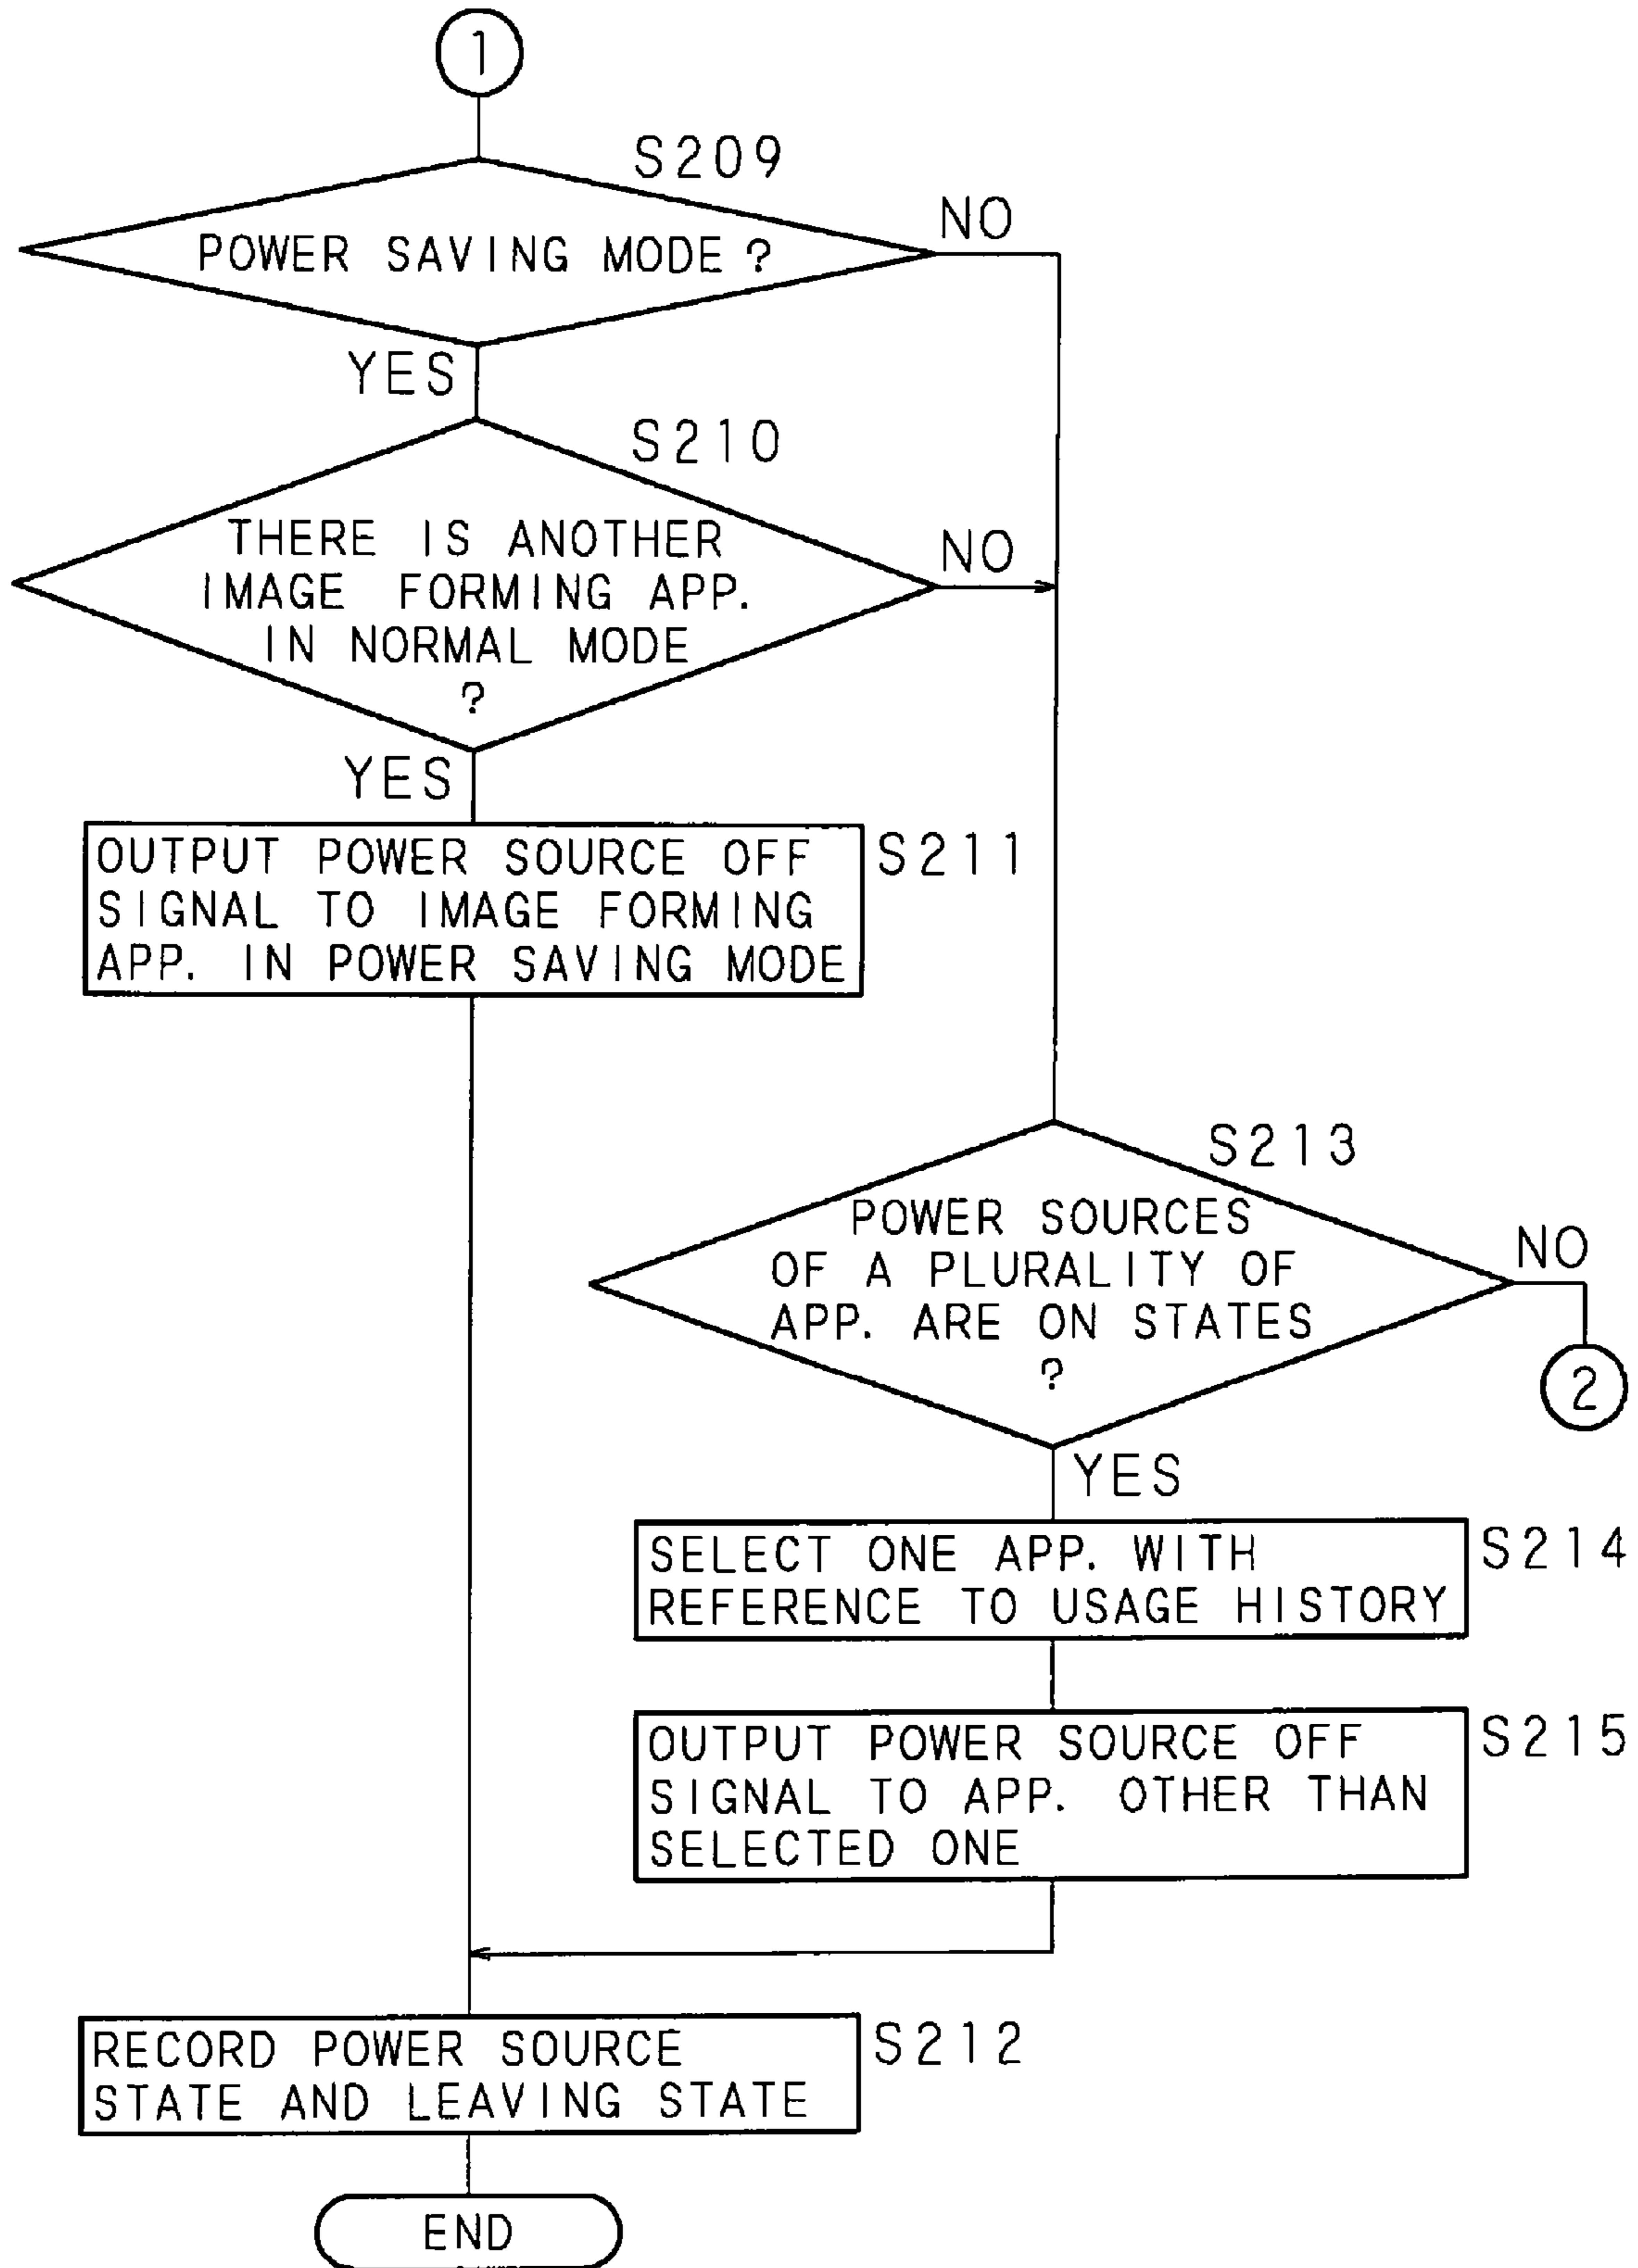 1
S209
POWER SAVING MODE?
NO
YES
S210
THERE IS ANOTHER
IMAGE FORMING APP.
IN NORMAL MODE
?
NO
YES
OUTPUT POWER SOURCE OFF
SIGNAL TO IMAGE FORMING
APP. IN POWER SAVING MODE
S211
S213
POWER SOURCES
OF A PLURALITY OF
APP. ARE ON STATES
?
NO
2
YES
SELECT ONE APP. WITH
REFERENCE TO USAGE HISTORY
S214
OUTPUT POWER SOURCE OFF
SIGNAL TO APP. OTHER THAN
SELECTED ONE
S215
RECORD POWER SOURCE
STATE AND LEAVING STATE
S212
END